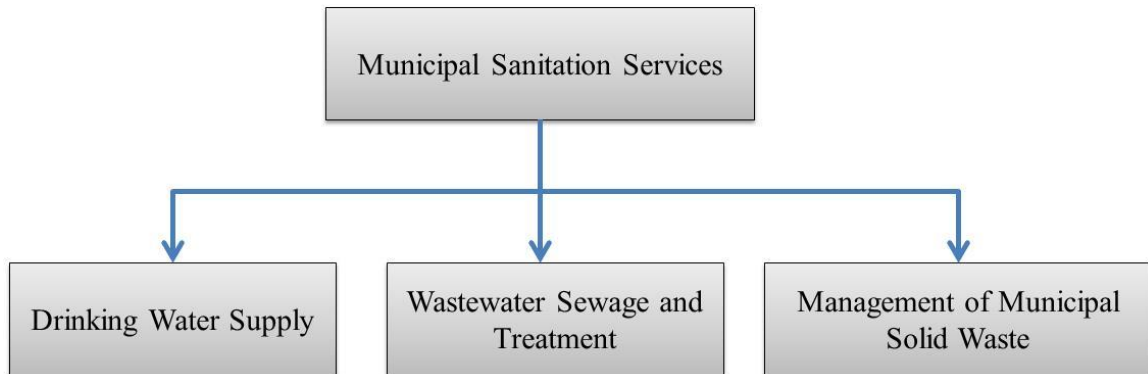 Municipal Sanitation Services
Drinking Water Supply
Wastewater Sewage and
Treatment
Management of Municipal
Solid Waste